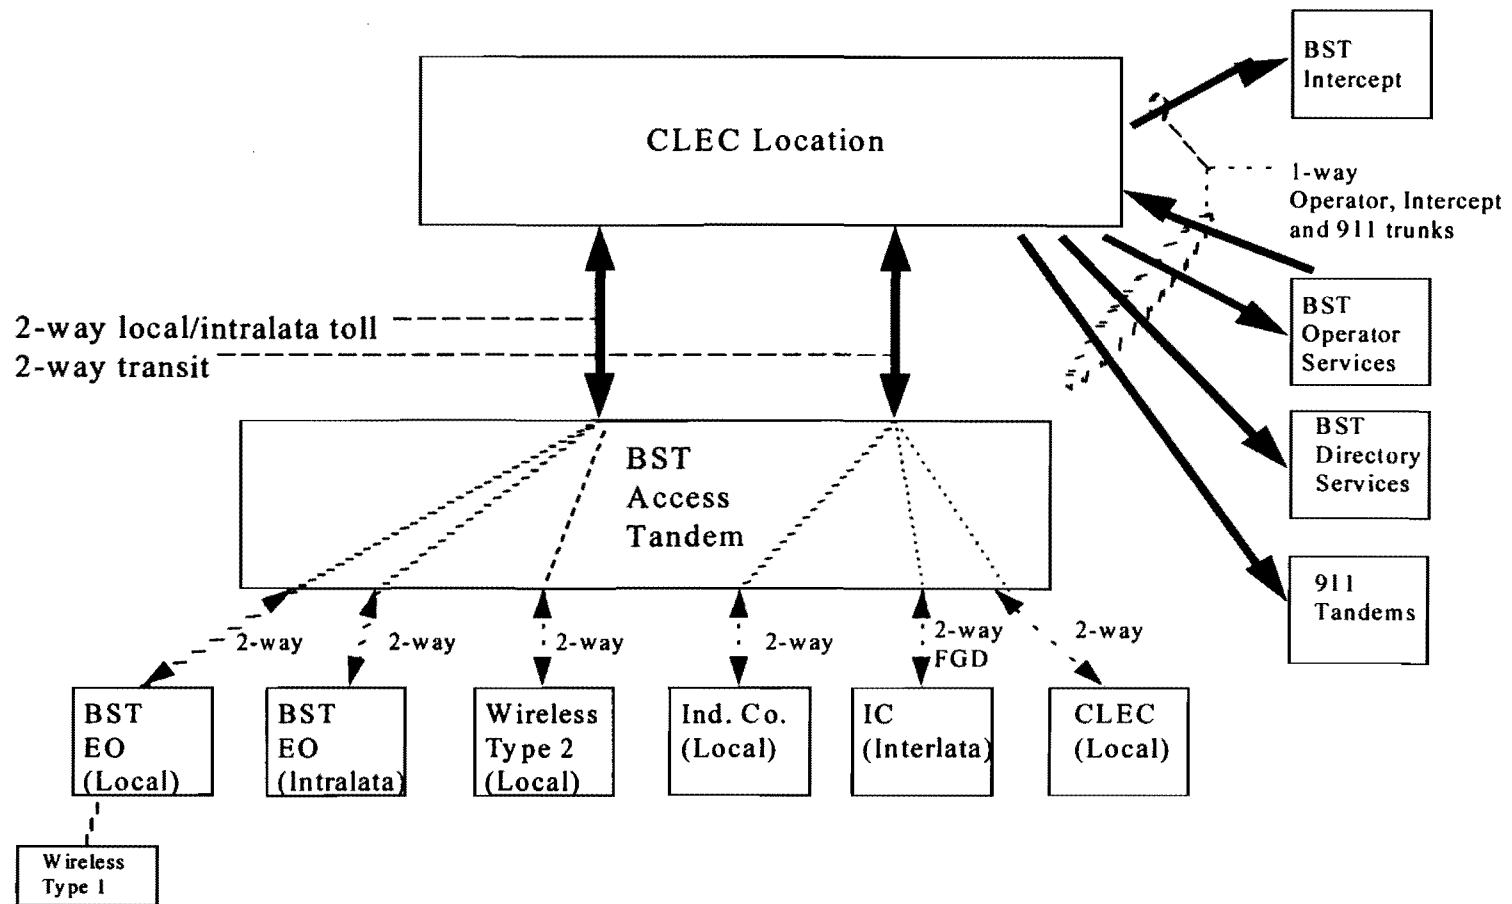 BST
Intercept
CLEC Location
1-way
Operator, Intercept
and 911 trunks
BST
Operator
Services
2-way local/intralata toll
2-way transit
BST
Directory
Services
BST
Access
Tandem
911
Tandems
2-way
2-way
2-way
2-way
2-way
FGD
2-way
BST
EO
(Local)
BST
EO
(Intralata)
Wireless
Type 2
(Local)
Ind. Co.
(Local)
IC
(Interlata)
CLEC
(Local)
Wireless
Type 1